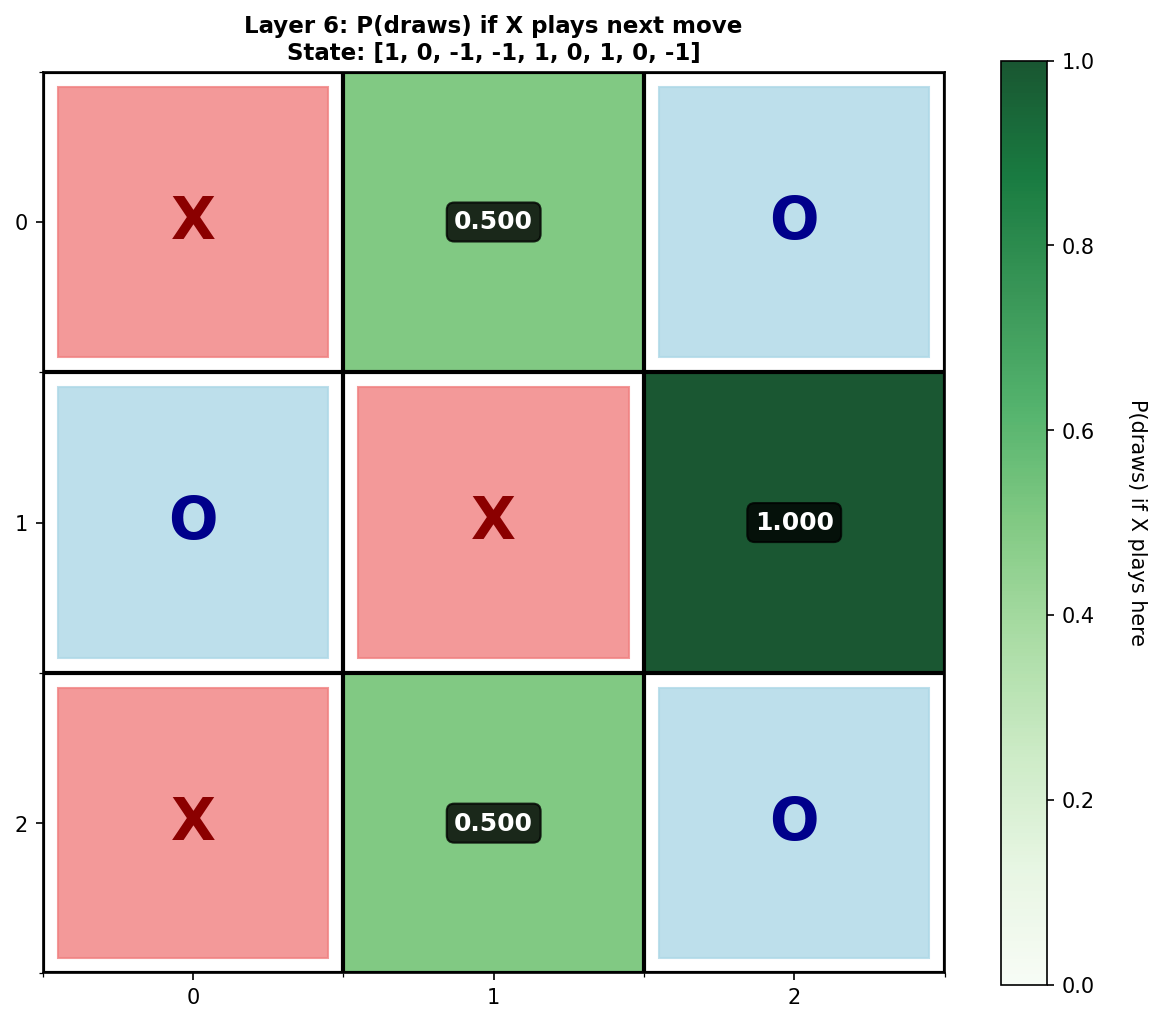 Layer 6: P(draws) if X plays next move
State: [1, 0, -1, -1, 1, 0, 1, 0, -1]
X
0.500
O
O
X
1.000
X
0.500
O
0
1
2
0
1
2
1.0
0.8
0.6
0.4
0.2
0.0
P(draws) if X plays here